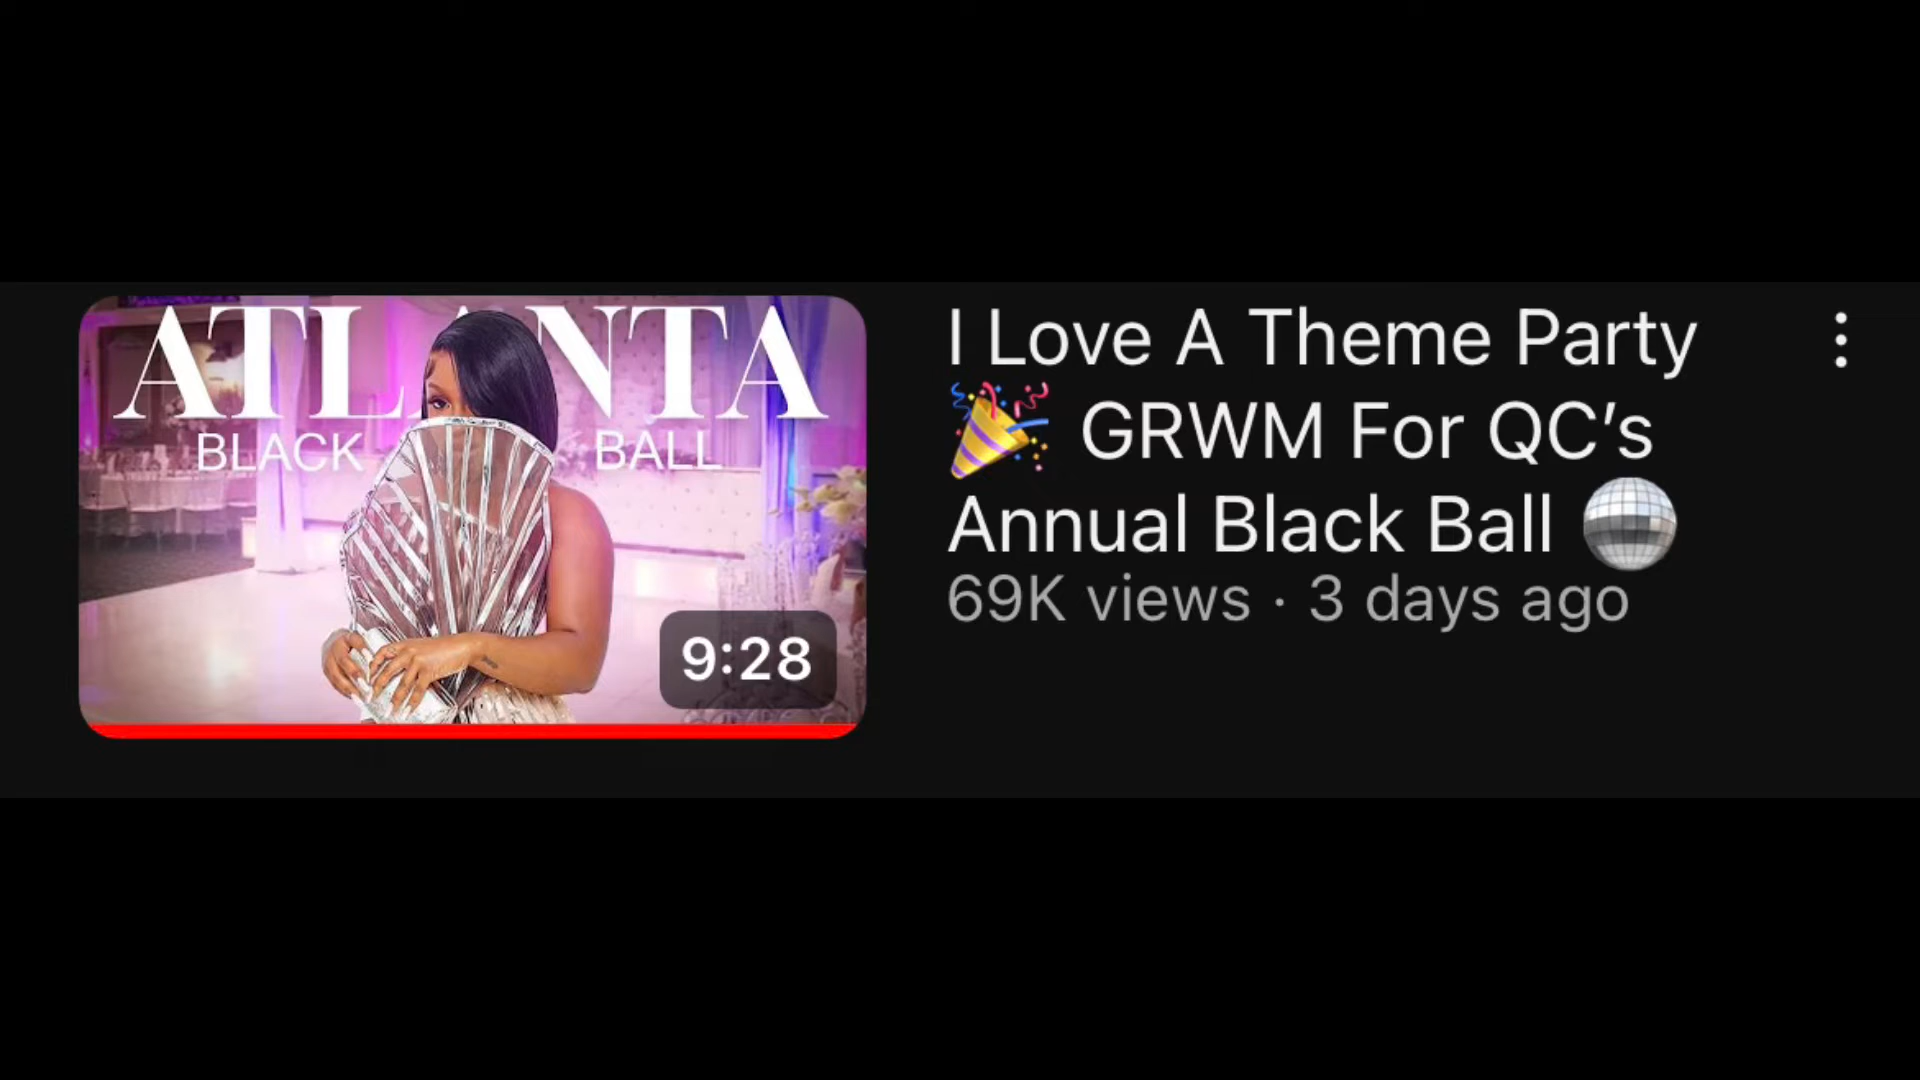 ATLANTA
BLACK BALL
9:28
I Love A Theme Party
🎉 GRWM For QC’s
Annual Black Ball 🪩
69K views · 3 days ago